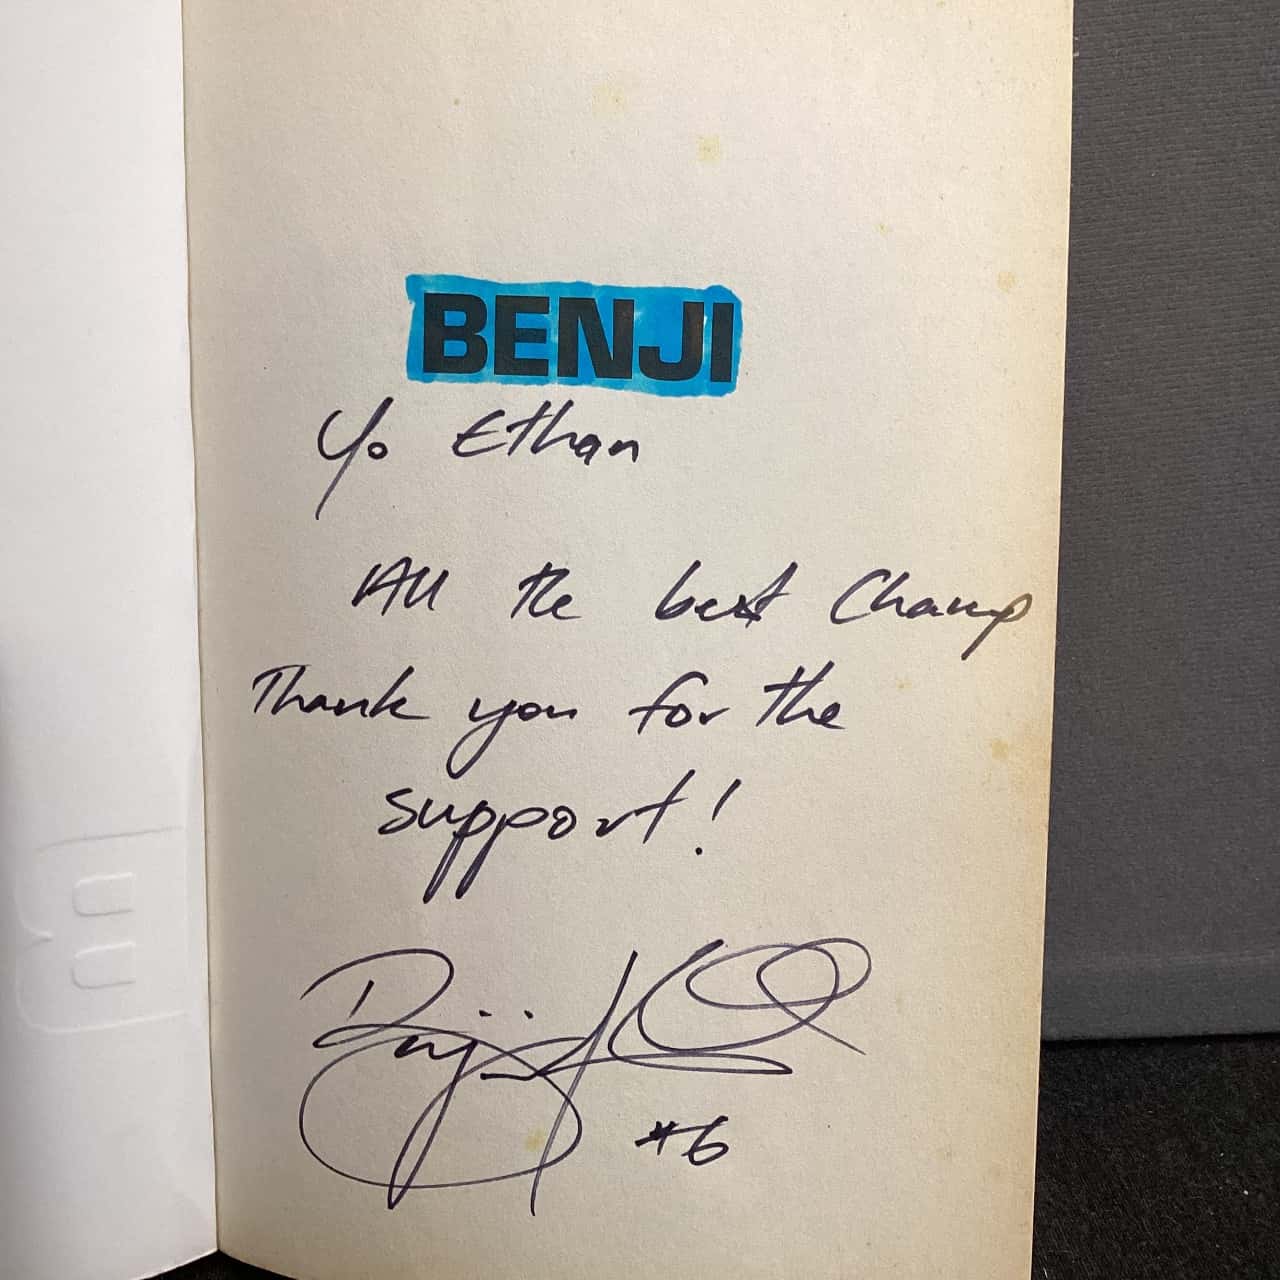 BENJI
Yo Ethan
All the best Champ
Thank you for the
support!
#6